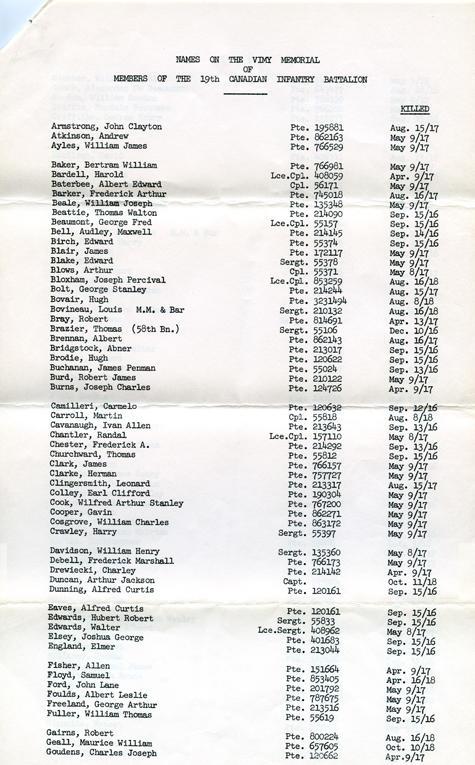 NAMES ON THE VIMY MEMORIAL
OF
MEMBERS OF THE 19th CANADIAN INFANTRY BATTALION
KILLED
Armstrong, John Clayton Pte. 195881 Aug. 15/17
Atkinson, Andrew Pte. 862163 May 9/17
Ayles, William James Pte. 766529 May 9/17
Baker, Bertram William Pte. 766981 May 9/17
Bardell, Harold Lce.Cpl. 408059 Apr. 9/17
Baterbee, Albert Edward Cpl. 56171 May 9/17
Barker, Frederick Arthur Pte. 745018 Aug. 16/17
Beale, William Joseph Pte. 135348 May 9/17
Beattie, Thomas Walton Pte. 214090 Sep. 15/16
Beaumont, George Fred Lce.Cpl. 55157 Sep. 15/16
Bell, Audley, Maxwell Pte. 214145 Sep. 14/16
Birch, Edward Pte. 55374 Sep. 15/16
Blair, James Pte. 172117 May 9/17
Blake, Edward Sergt. 55378 May 9/17
Blows, Arthur Cpl. 55371 May 8/17
Bloxham, Joseph Percival Lce.Cpl. 853259 Aug. 16/18
Bolt, George Stanley Pte. 214244 Aug. 15/17
Bovair, Hugh Pte. 3231494 Aug. 8/18
Bovineau, Louis M.M. & Bar Sergt. 210132 Aug. 16/18
Bray, Robert Pte. 814691 Apr. 13/17
Brazier, Thomas (58th Bn.) Sergt. 55106 Dec. 10/16
Brennan, Albert Pte. 862143 Aug. 16/17
Bridgstock, Abner Pte. 213017 Sep. 15/16
Brodie, Hugh Pte. 120622 Sep. 15/16
Buchanan, James Penman Pte. 55024 Sep. 13/16
Burd, Robert James Pte. 210122 May 9/17
Burns, Joseph Charles Pte. 124726 Apr. 9/17
Camilleri, Carmelo Pte. 120632 Sep. 12/16
Carroll, Martin Cpl. 55818 Aug. 8/18
Cavanaugh, Ivan Allen Pte. 213643 Sep. 13/16
Chantler, Randal Lce.Cpl. 157110 May 8/17
Chester, Frederick A. Pte. 214292 Sep. 13/16
Churchward, Thomas Pte. 55812 Sep. 15/16
Clark, James Pte. 766157 May 9/17
Clarke, Herman Pte. 757727 May 9/17
Clingersmith, Leonard Pte. 213317 Aug. 15/17
Colley, Earl Clifford Pte. 190304 May 9/17
Cook, Wilfred Arthur Stanley Pte. 767200 May 9/17
Cooper, Gavin Pte. 862271 May 9/17
Cosgrove, William Charles Pte. 863172 May 9/17
Crawley, Harry Sergt. 55397 May 9/17
Davidson, William Henry Sergt. 135360 May 8/17
Debell, Frederick Marshall Pte. 766173 May 9/17
Drewiecki, Charley Pte. 214142 Apr. 9/17
Duncan, Arthur Jackson Capt. Oct. 11/18
Dunning, Alfred Curtis Pte. 120161 Sep. 15/16
Eaves, Alfred Curtis Pte. 120161 Sep. 15/16
Edwards, Hubert Robert Sergt. 55833 Sep. 15/16
Edwards, Walter Lce.Sergt. 408962 May 8/17
Elsey, Joshua George Pte. 401683 Sep. 15/16
England, Elmer Pte. 213044 Sep. 15/16
Fisher, Allen Pte. 151664 Apr. 9/17
Floyd, Samuel Pte. 853405 Apr. 16/18
Ford, John Lane Pte. 201792 May 9/17
Foulds, Albert Leslie Pte. 787675 May 9/17
Freeland, George Arthur Pte. 213516 May 9/17
Fuller, William Thomas Pte. 55619 Sep. 15/16
Gairns, Robert Pte. 800224 Aug. 16/18
Geall, Maurice William Pte. 657605 Oct. 10/18
Goudens, Charles Joseph Pte. 120662 Apr.9/17